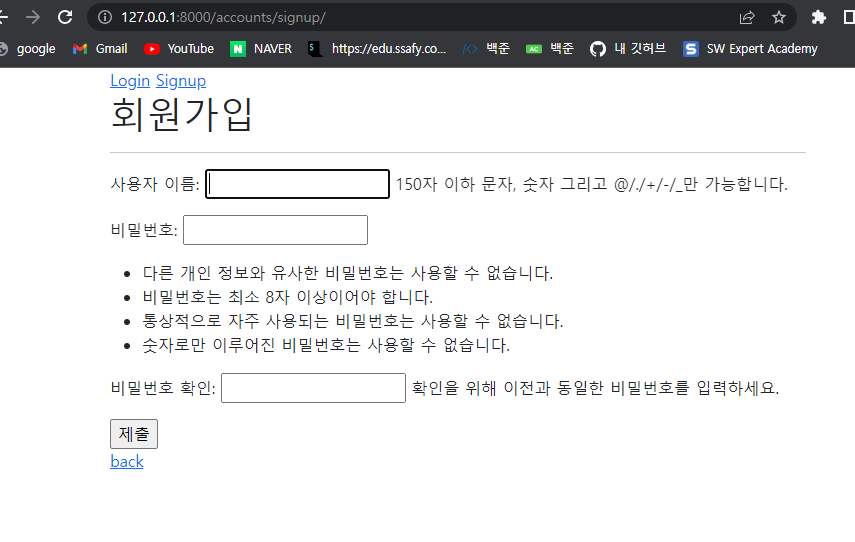 127.0.0.1:8000/accounts/signup/
google Gmail YouTube NAVER https://edu.ssafy.co... 백준 백준 내 깃허브 SW Expert Academy
Login Signup
회원가입
사용자 이름: 150자 이하 문자, 숫자 그리고 @/./+/-/_만 가능합니다.
비밀번호:
다른 개인 정보와 유사한 비밀번호는 사용할 수 없습니다.
비밀번호는 최소 8자 이상이어야 합니다.
통상적으로 자주 사용되는 비밀번호는 사용할 수 없습니다.
숫자로만 이루어진 비밀번호는 사용할 수 없습니다.
비밀번호 확인: 확인을 위해 이전과 동일한 비밀번호를 입력하세요.
제출
back